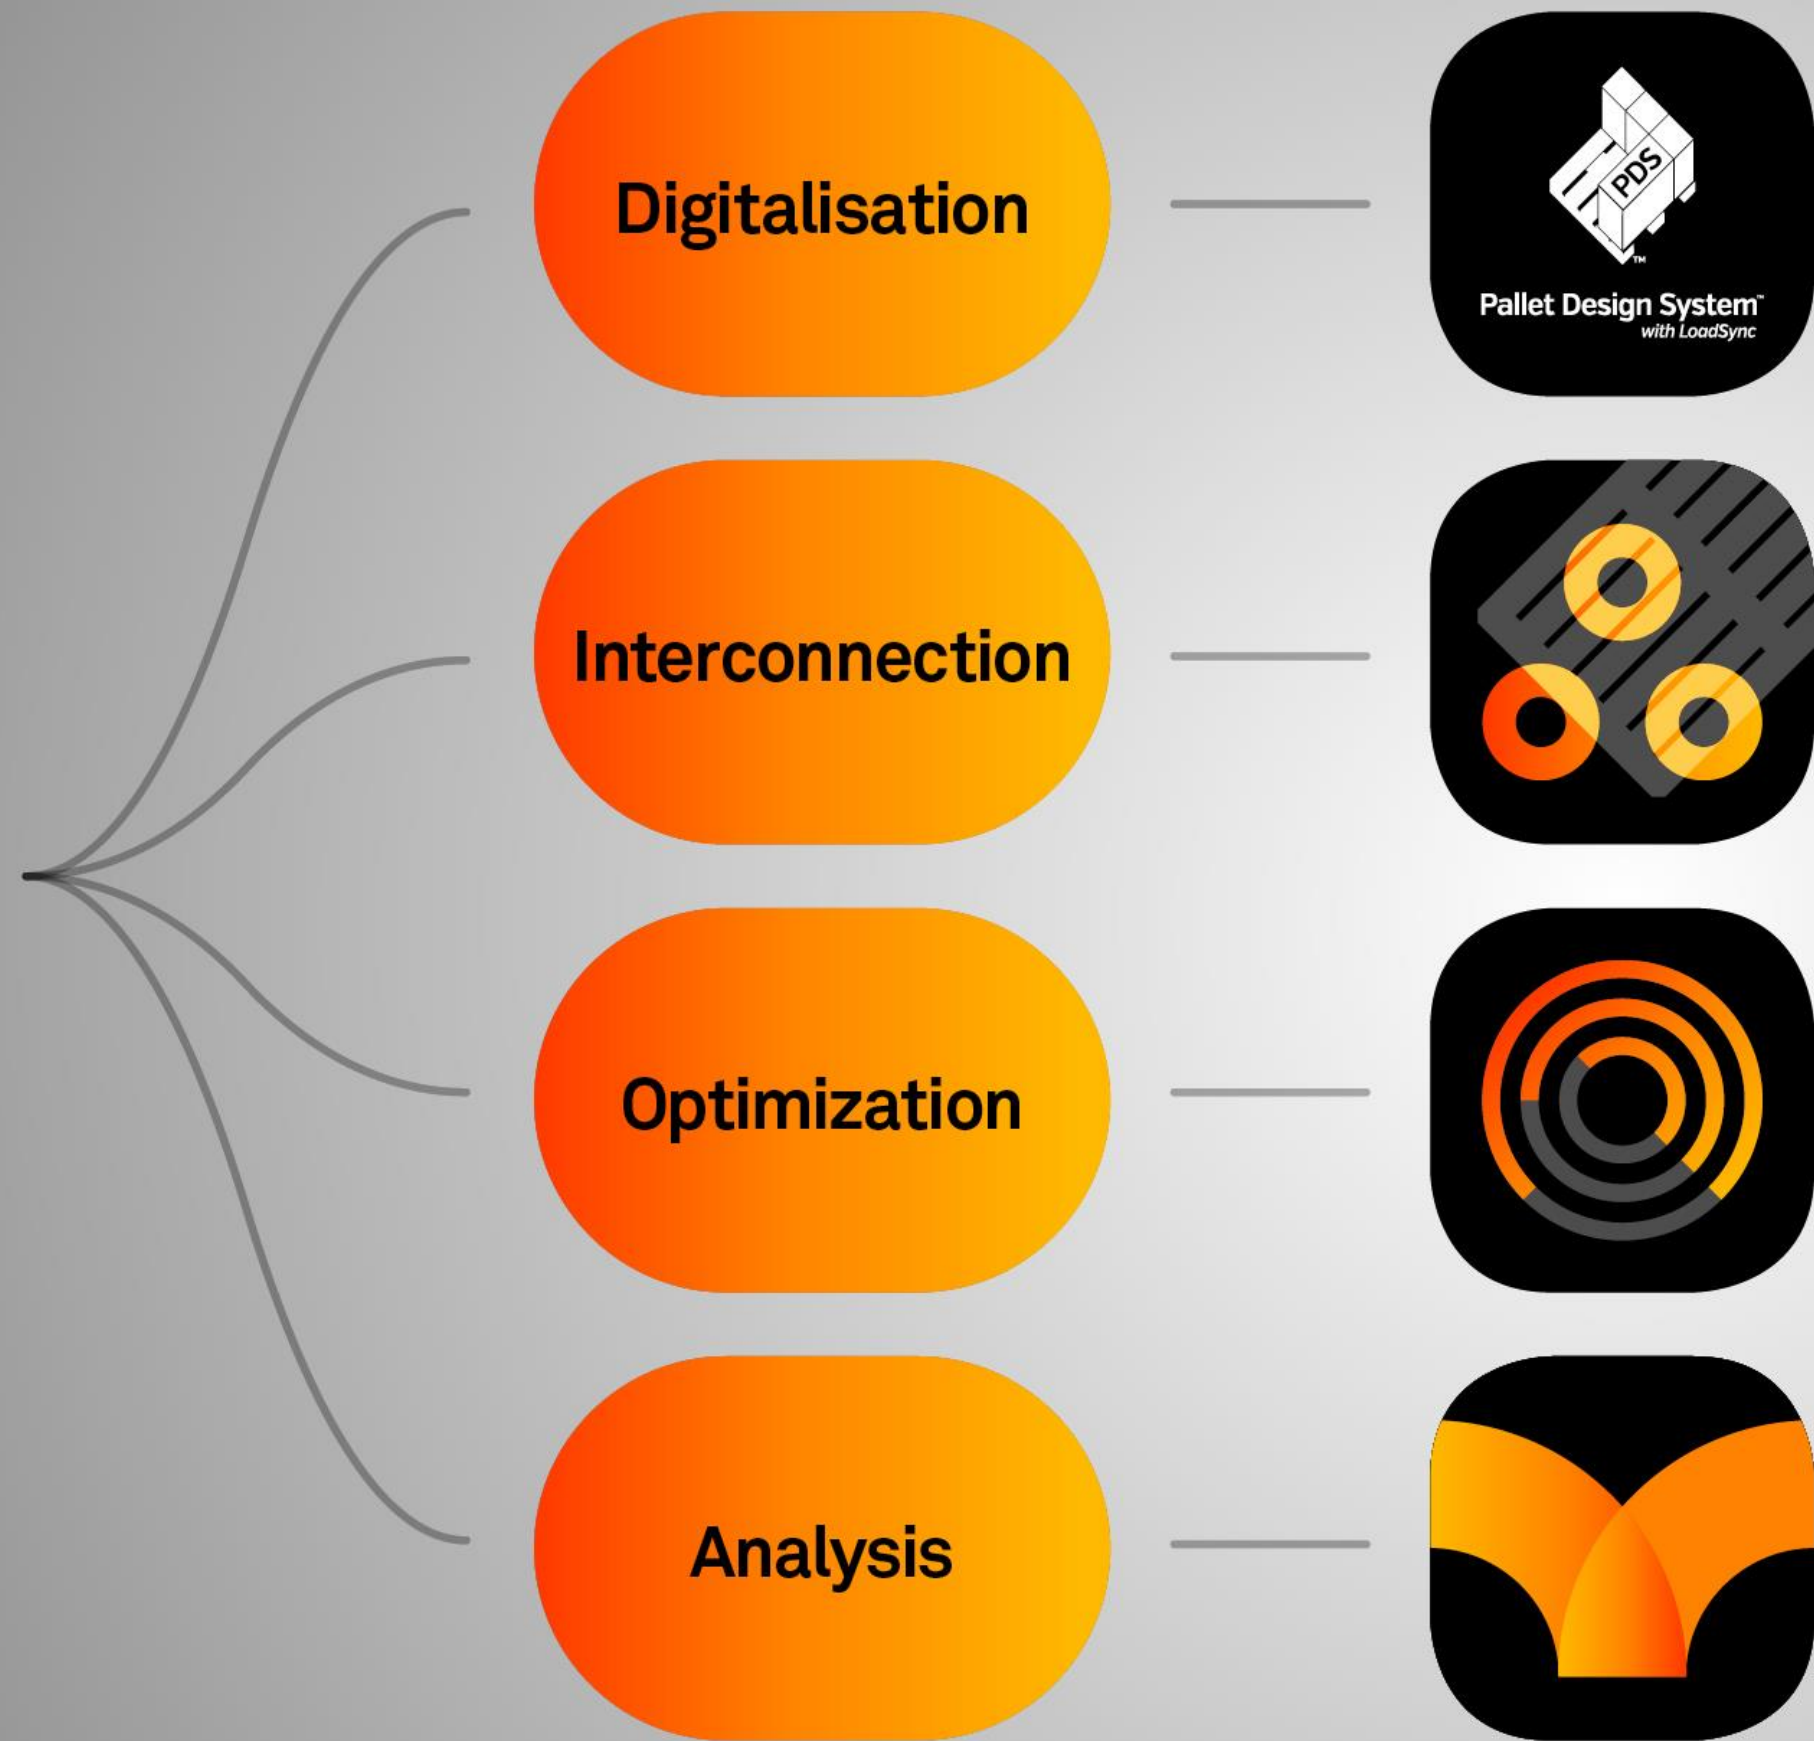 Digitalisation
PDS
TM
Pallet Design System™
with LoadSync
Interconnection
Optimization
Analysis